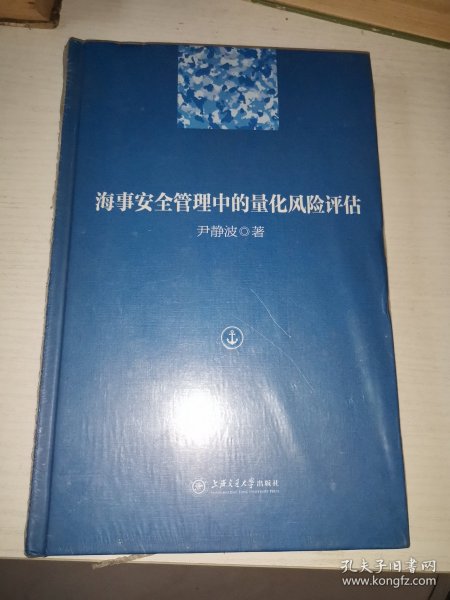 海事安全管理中的量化风险评估
尹静波◎著
上海交通大学出版社
孔夫子旧书网
www.kongfz.com